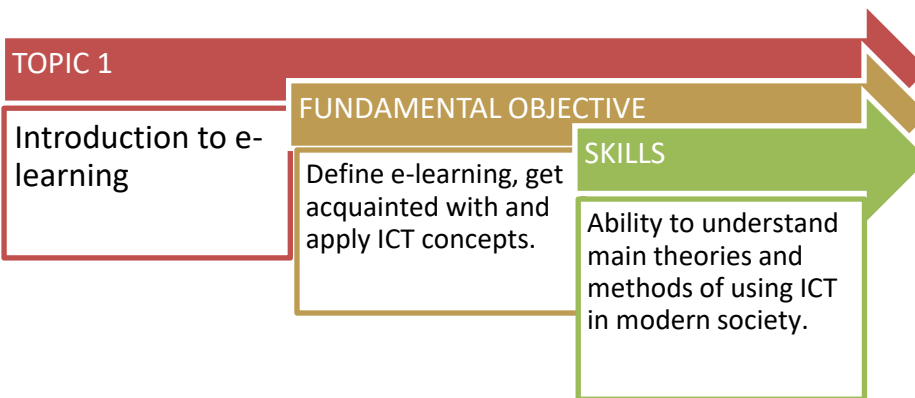 TOPIC 1
Introduction to e-
learning
FUNDAMENTAL OBJECTIVE
Define e-learning, get
acquainted with and
apply ICT concepts.
SKILLS
Ability to understand
main theories and
methods of using ICT
in modern society.